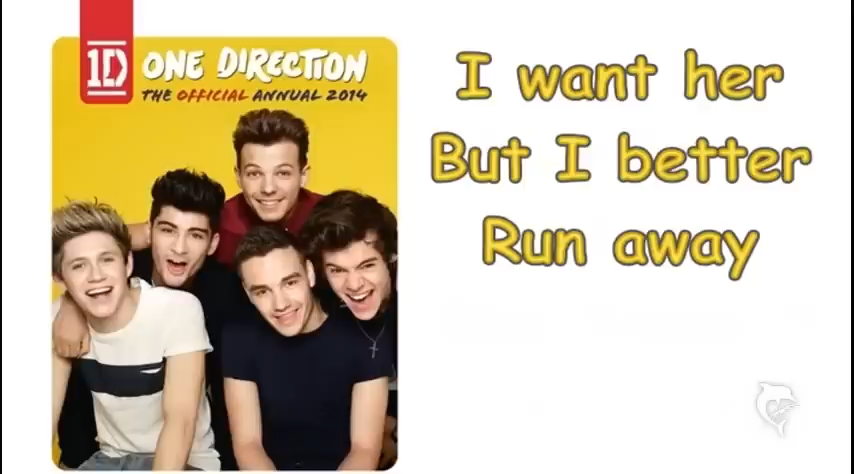 1D ONE DIRECTION
THE OFFICIAL ANNUAL 2014
I want her
But I better
Run away